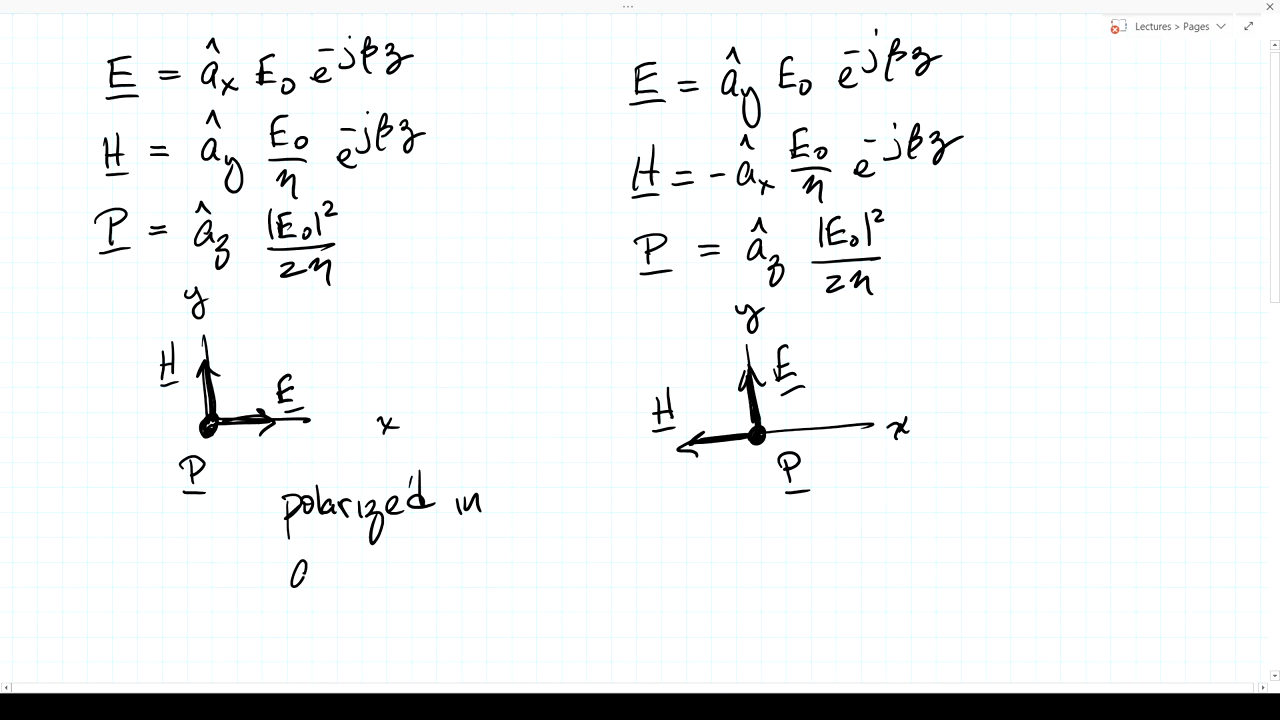 Lectures > Pages
E = âx E₀ e^-jβz
H = ây E₀/η e^-jβz
P = âz |E₀|²/2η
y
H
E
x
P
polarized in
E = ây E₀ e^-jβz
H = -âx E₀/η e^-jβz
P = âz |E₀|²/2η
y
E
H
x
P